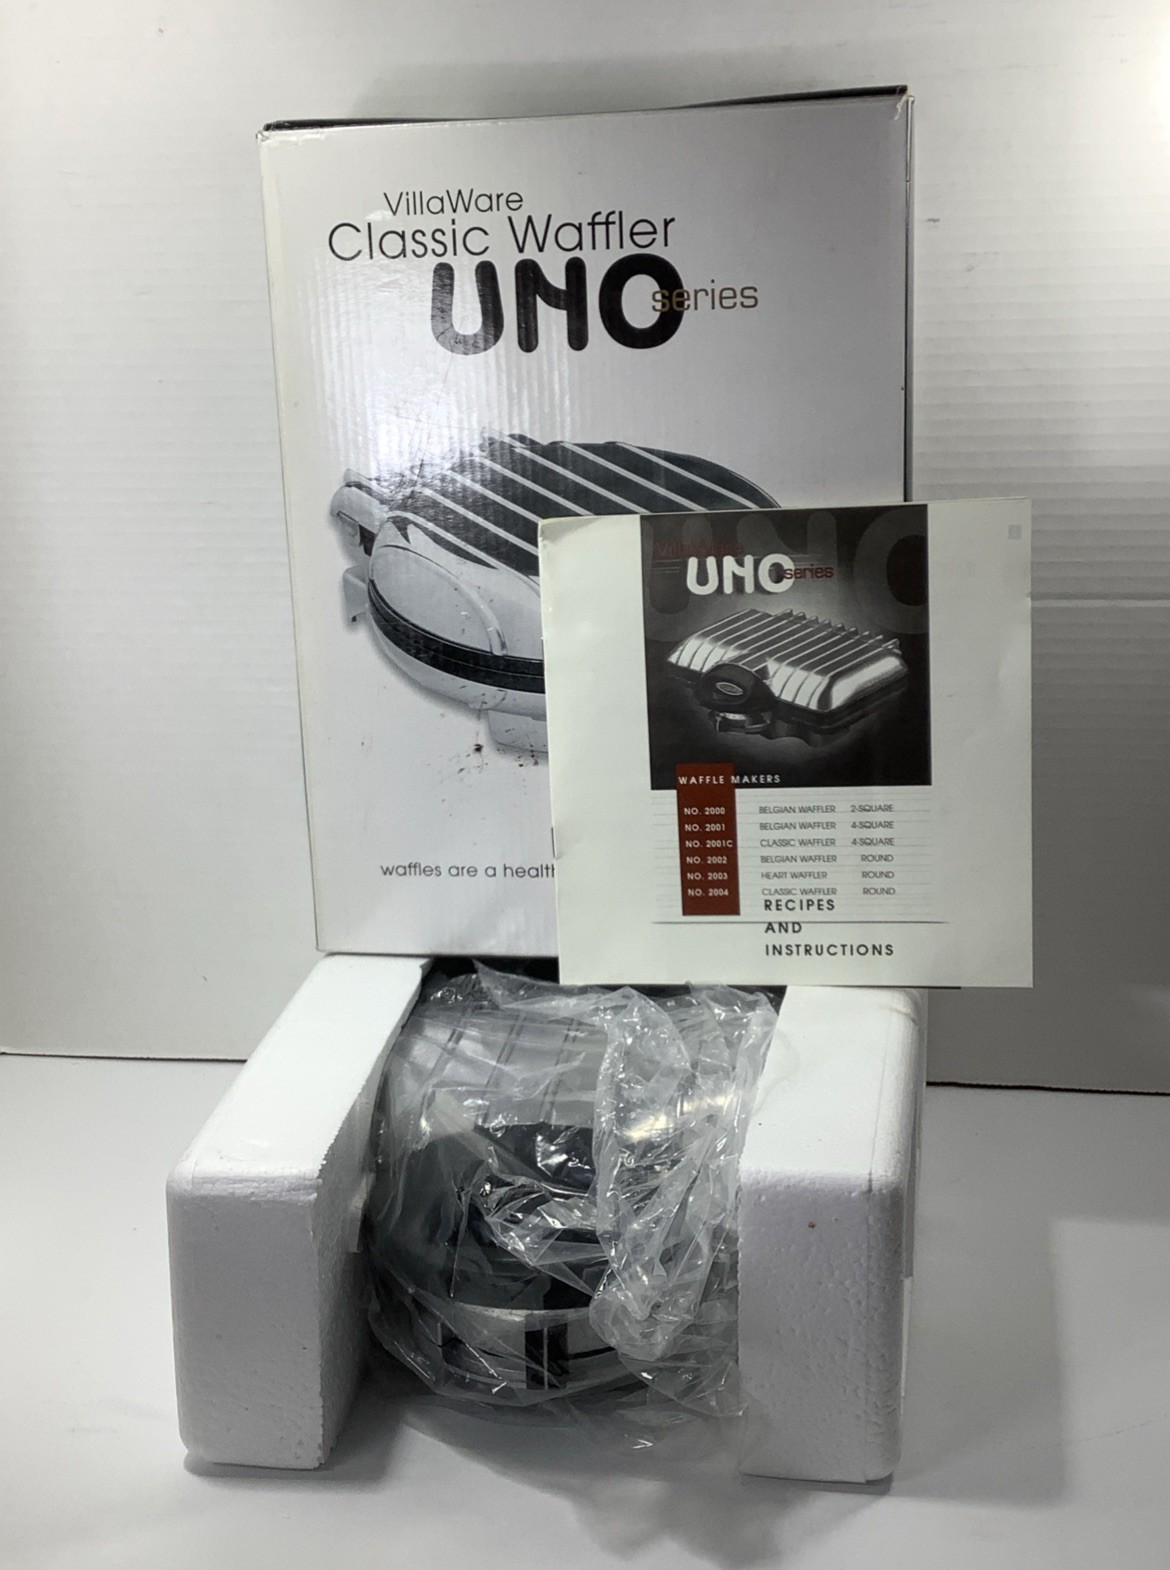 VillaWare
Classic Waffler
UNO series
waffles are a health
VillaWare
UNO series
WAFFLE MAKERS
NO. 2000 BELGIAN WAFFLER 2-SQUARE
NO. 2001 BELGIAN WAFFLER 4-SQUARE
NO. 2001C CLASSIC WAFFLER 4-SQUARE
NO. 2002 BELGIAN WAFFLER ROUND
NO. 2003 HEART WAFFLER ROUND
NO. 2004 CLASSIC WAFFLER ROUND
RECIPES
AND
INSTRUCTIONS